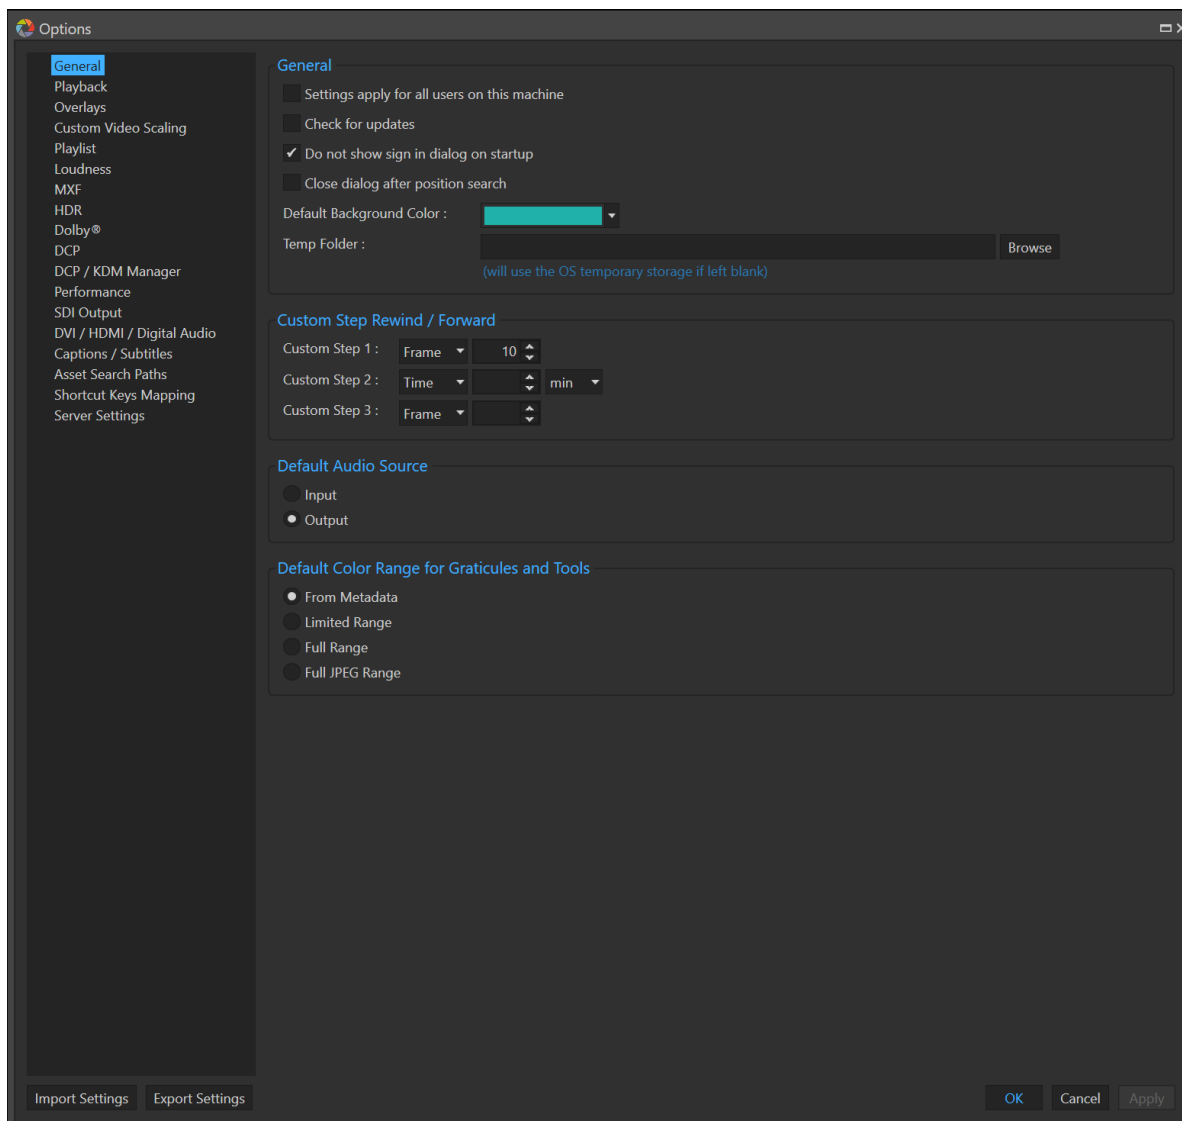 Options
General
Playback
Overlays
Custom Video Scaling
Playlist
Loudness
MXF
HDR
Dolby®
DCP
DCP / KDM Manager
Performance
SDI Output
DVI / HDMI / Digital Audio
Captions / Subtitles
Asset Search Paths
Shortcut Keys Mapping
Server Settings
General
Settings apply for all users on this machine
Check for updates
Do not show sign in dialog on startup
Close dialog after position search
Default Background Color :
Temp Folder : Browse
(will use the OS temporary storage if left blank)
Custom Step Rewind / Forward
Custom Step 1 : Frame 10
Custom Step 2 : Time min
Custom Step 3 : Frame
Default Audio Source
Input
Output
Default Color Range for Graticules and Tools
From Metadata
Limited Range
Full Range
Full JPEG Range
Import Settings Export Settings OK Cancel Apply